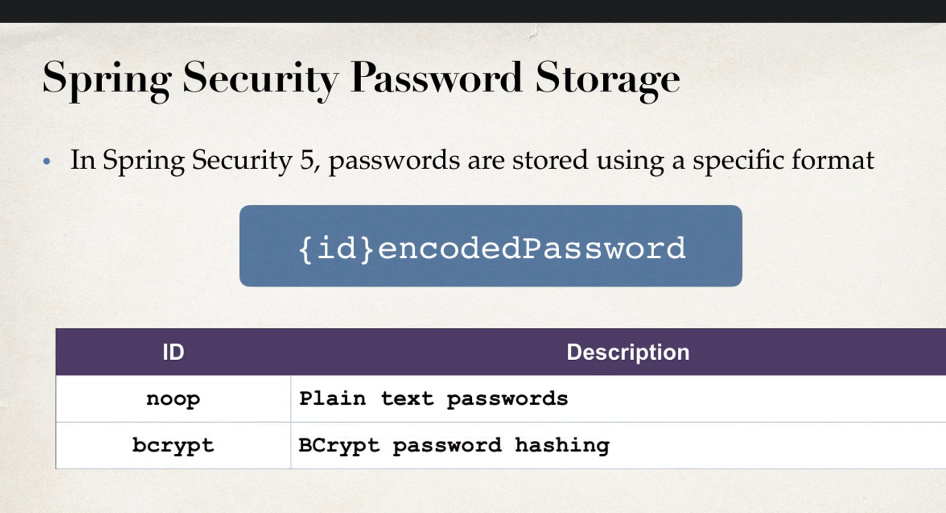 Spring Security Password Storage
• In Spring Security 5, passwords are stored using a specific format
{id}encodedPassword
ID Description
noop Plain text passwords
bcrypt BCrypt password hashing